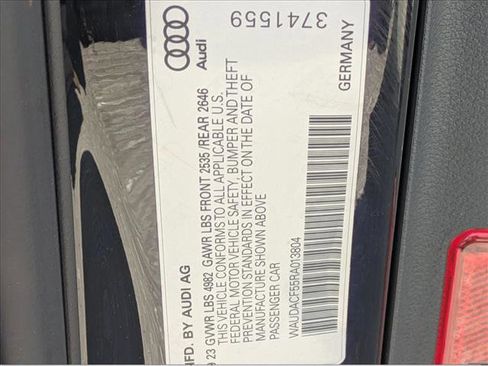 MFD. BY AUDI AG
9 23 GVWR LBS 4982 GAWR LBS FRONT 2535 /REAR 2646
THIS VEHICLE CONFORMS TO ALL APPLICABLE U.S.
FEDERAL MOTOR VEHICLE SAFETY, BUMPER AND THEFT
PREVENTION STANDARDS IN EFFECT ON THE DATE OF
MANUFACTURE SHOWN ABOVE
PASSENGER CAR
WAUDACF55RA013804
GERMANY
Audi
3741559